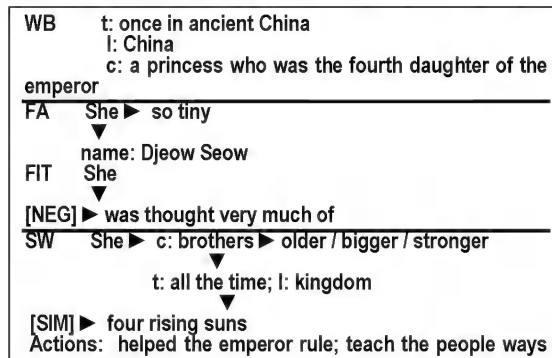 WB t: once in ancient China
l: China
c: a princess who was the fourth daughter of the
emperor
FA She ► so tiny
▼
name: Djeow Seow
FIT She
▼
[NEG] ► was thought very much of
SW She ► c: brothers ► older / bigger / stronger
▼
t: all the time; l: kingdom
▼
[SIM] ► four rising suns
Actions: helped the emperor rule; teach the people ways